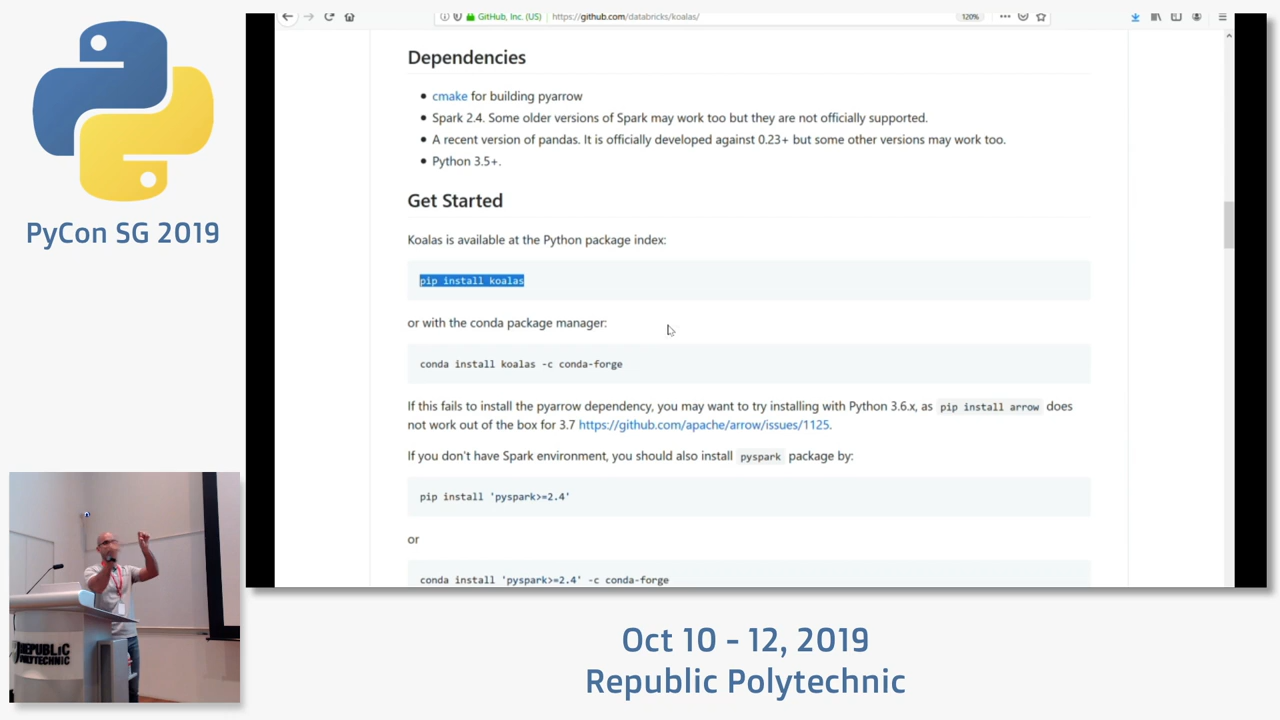 GitHub, Inc. (US)
https://github.com/databricks/koalas/
120%
Dependencies
• cmake for building pyarrow
• Spark 2.4. Some older versions of Spark may work too but they are not officially supported.
• A recent version of pandas. It is officially developed against 0.23+ but some other versions may work too.
• Python 3.5+.
Get Started
Koalas is available at the Python package index:
pip install koalas
or with the conda package manager:
conda install koalas -c conda-forge
If this fails to install the pyarrow dependency, you may want to try installing with Python 3.6.x, as pip install arrow does
not work out of the box for 3.7 https://github.com/apache/arrow/issues/1125.
If you don't have Spark environment, you should also install pyspark package by:
pip install 'pyspark>=2.4'
or
conda install 'pyspark>=2.4' -c conda-forge
PyCon SG 2019
REPUBLIC
POLYTECHNIC
Oct 10 - 12, 2019
Republic Polytechnic